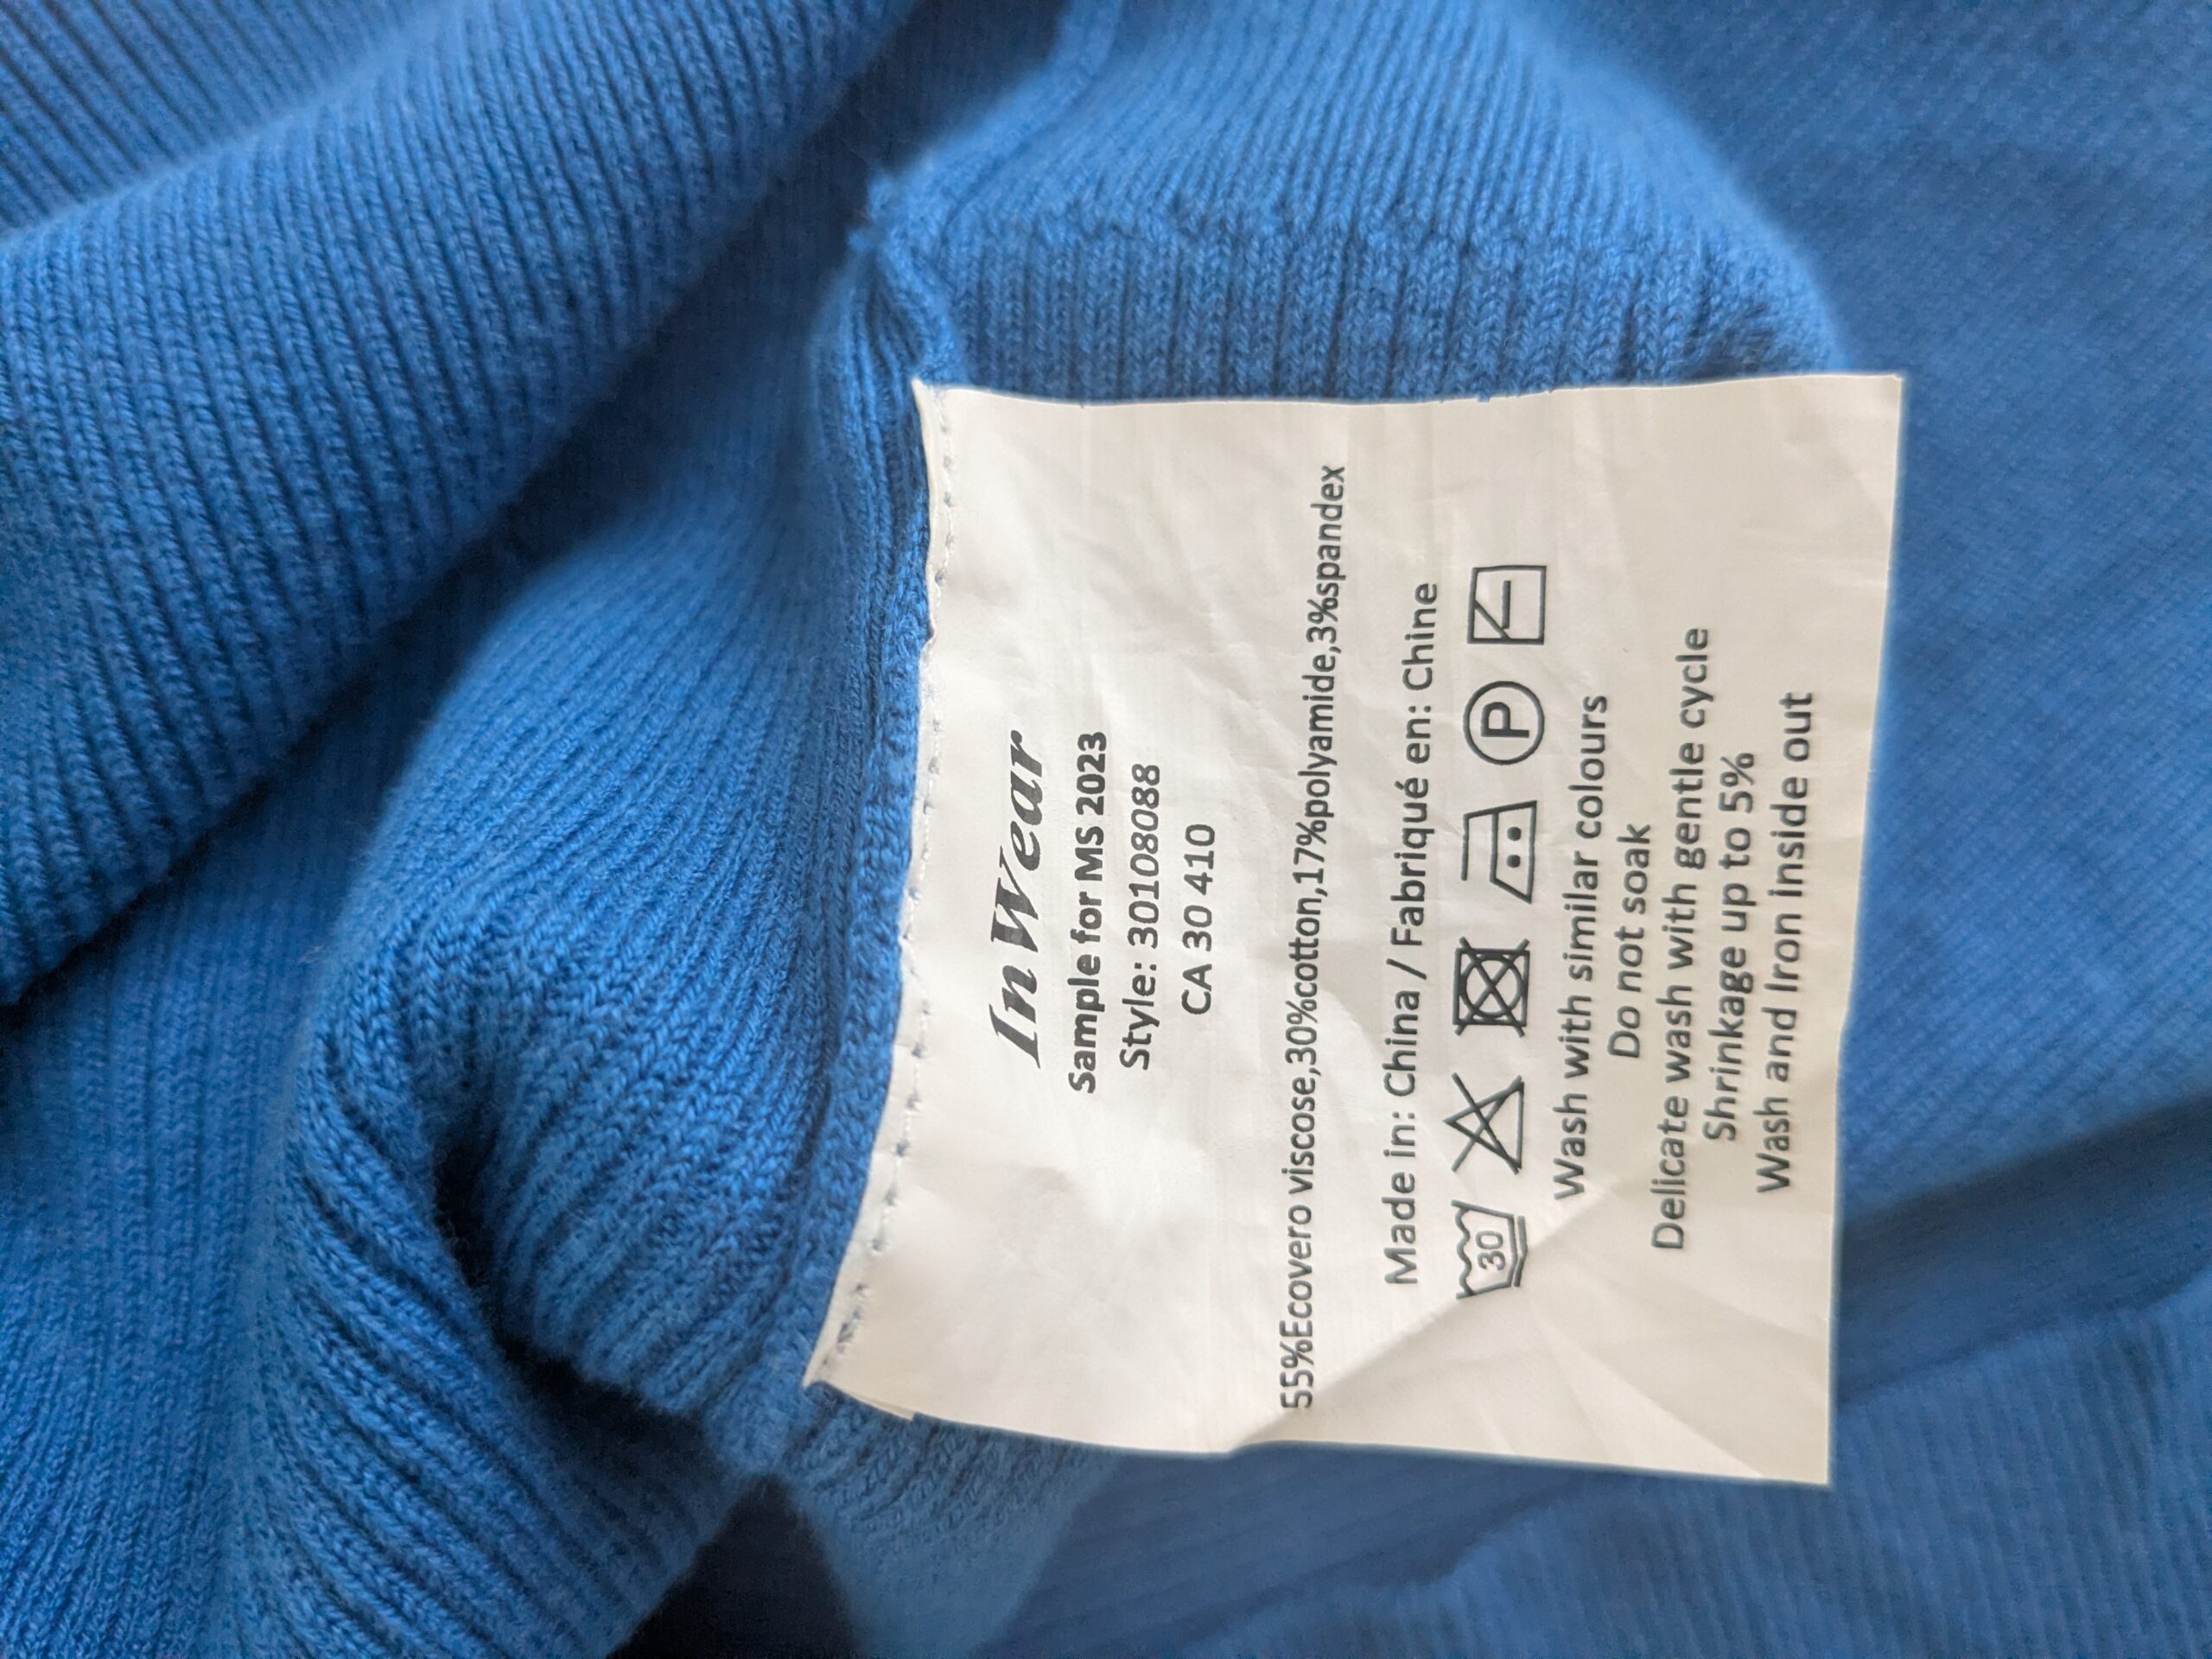 InWear
Sample for MS 2023
Style: 30108088
CA 30 410
55%Ecovero viscose,30%cotton,17%polyamide,3%spandex
Made in: China / Fabriqué en: Chine
30 P
Wash with similar colours
Do not soak
Delicate wash with gentle cycle
Shrinkage up to 5%
Wash and Iron inside out